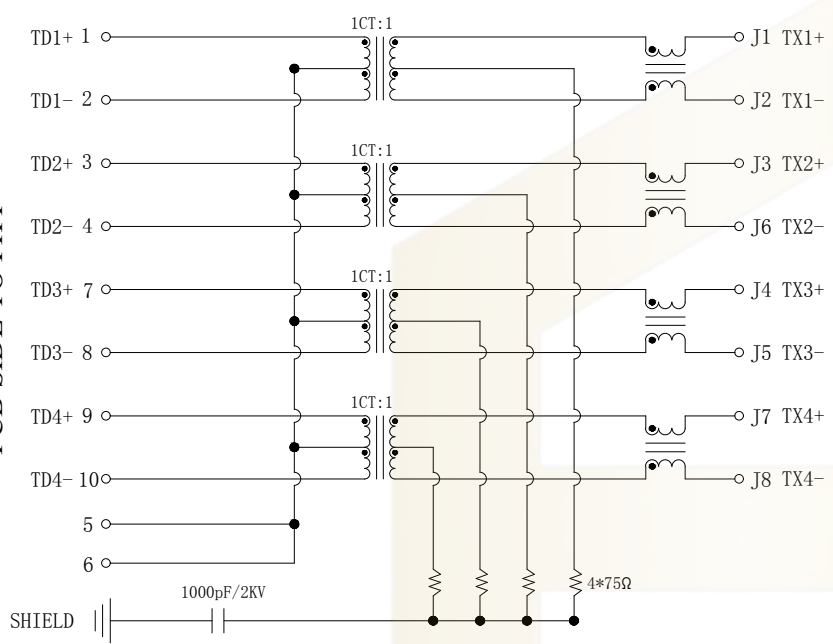 1CT:1
TD1+ 1 J1 TX1+
TD1- 2 J2 TX1-
1CT:1
TD2+ 3 J3 TX2+
TD2- 4 J6 TX2-
1CT:1
TD3+ 7 J4 TX3+
TD3- 8 J5 TX3-
1CT:1
TD4+ 9 J7 TX4+
TD4- 10 J8 TX4-
5
6
4*75Ω
1000pF/2KV
SHIELD